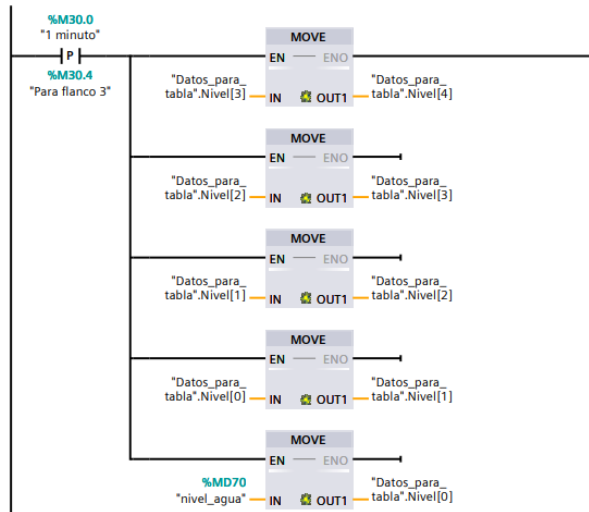 %M30.0
"1 minuto"
P
%M30.4
"Para flanco 3"
MOVE
EN ENO
"Datos_para_
tabla".Nivel[3] IN OUT1 "Datos_para_
tabla".Nivel[4]
MOVE
EN ENO
"Datos_para_
tabla".Nivel[2] IN OUT1 "Datos_para_
tabla".Nivel[3]
MOVE
EN ENO
"Datos_para_
tabla".Nivel[1] IN OUT1 "Datos_para_
tabla".Nivel[2]
MOVE
EN ENO
"Datos_para_
tabla".Nivel[0] IN OUT1 "Datos_para_
tabla".Nivel[1]
MOVE
EN ENO
%MD70
"nivel_agua" IN OUT1 "Datos_para_
tabla".Nivel[0]